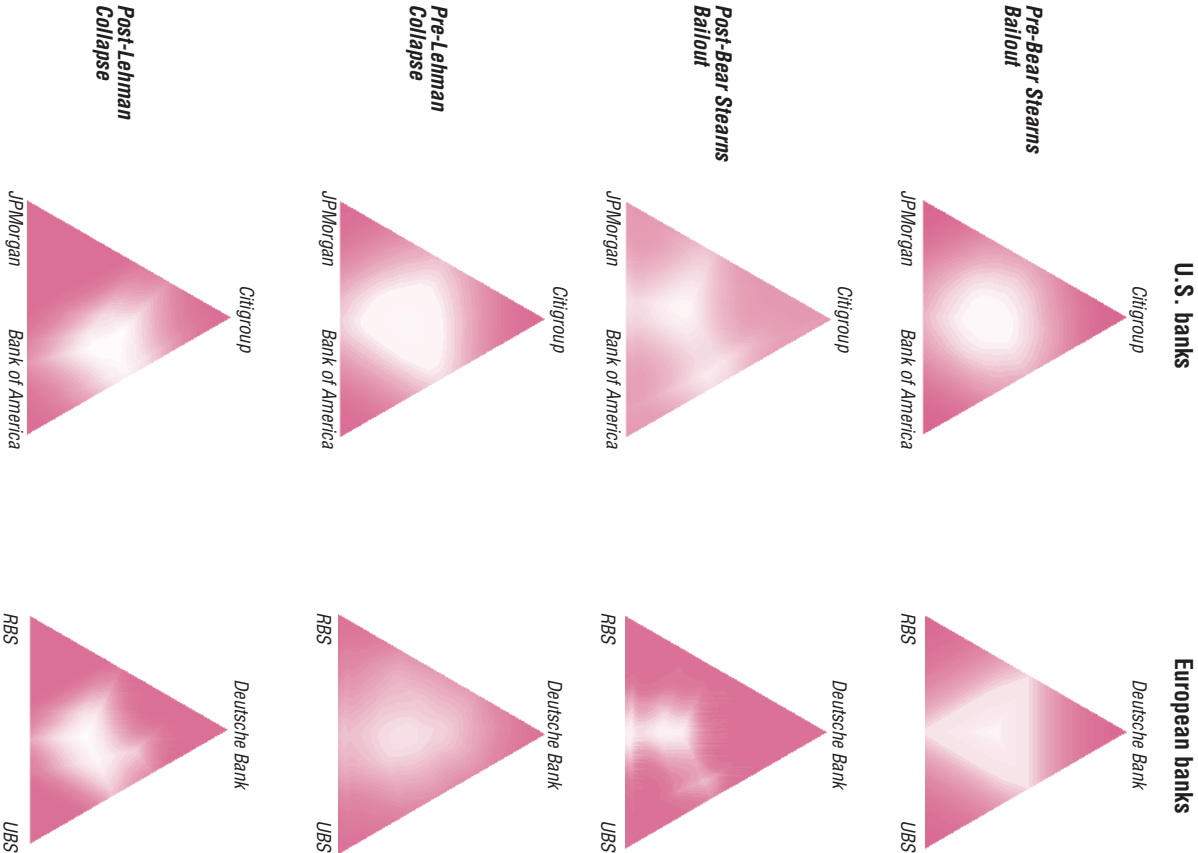 U.S. banks
European banks
Pre-Bear Stearns
Bailout
Citigroup
JPMorgan
Bank of America
Deutsche Bank
RBS
UBS
Post-Bear Stearns
Bailout
Citigroup
JPMorgan
Bank of America
Deutsche Bank
RBS
UBS
Pre-Lehman
Collapse
Citigroup
JPMorgan
Bank of America
Deutsche Bank
RBS
UBS
Post-Lehman
Collapse
Citigroup
JPMorgan
Bank of America
Deutsche Bank
RBS
UBS